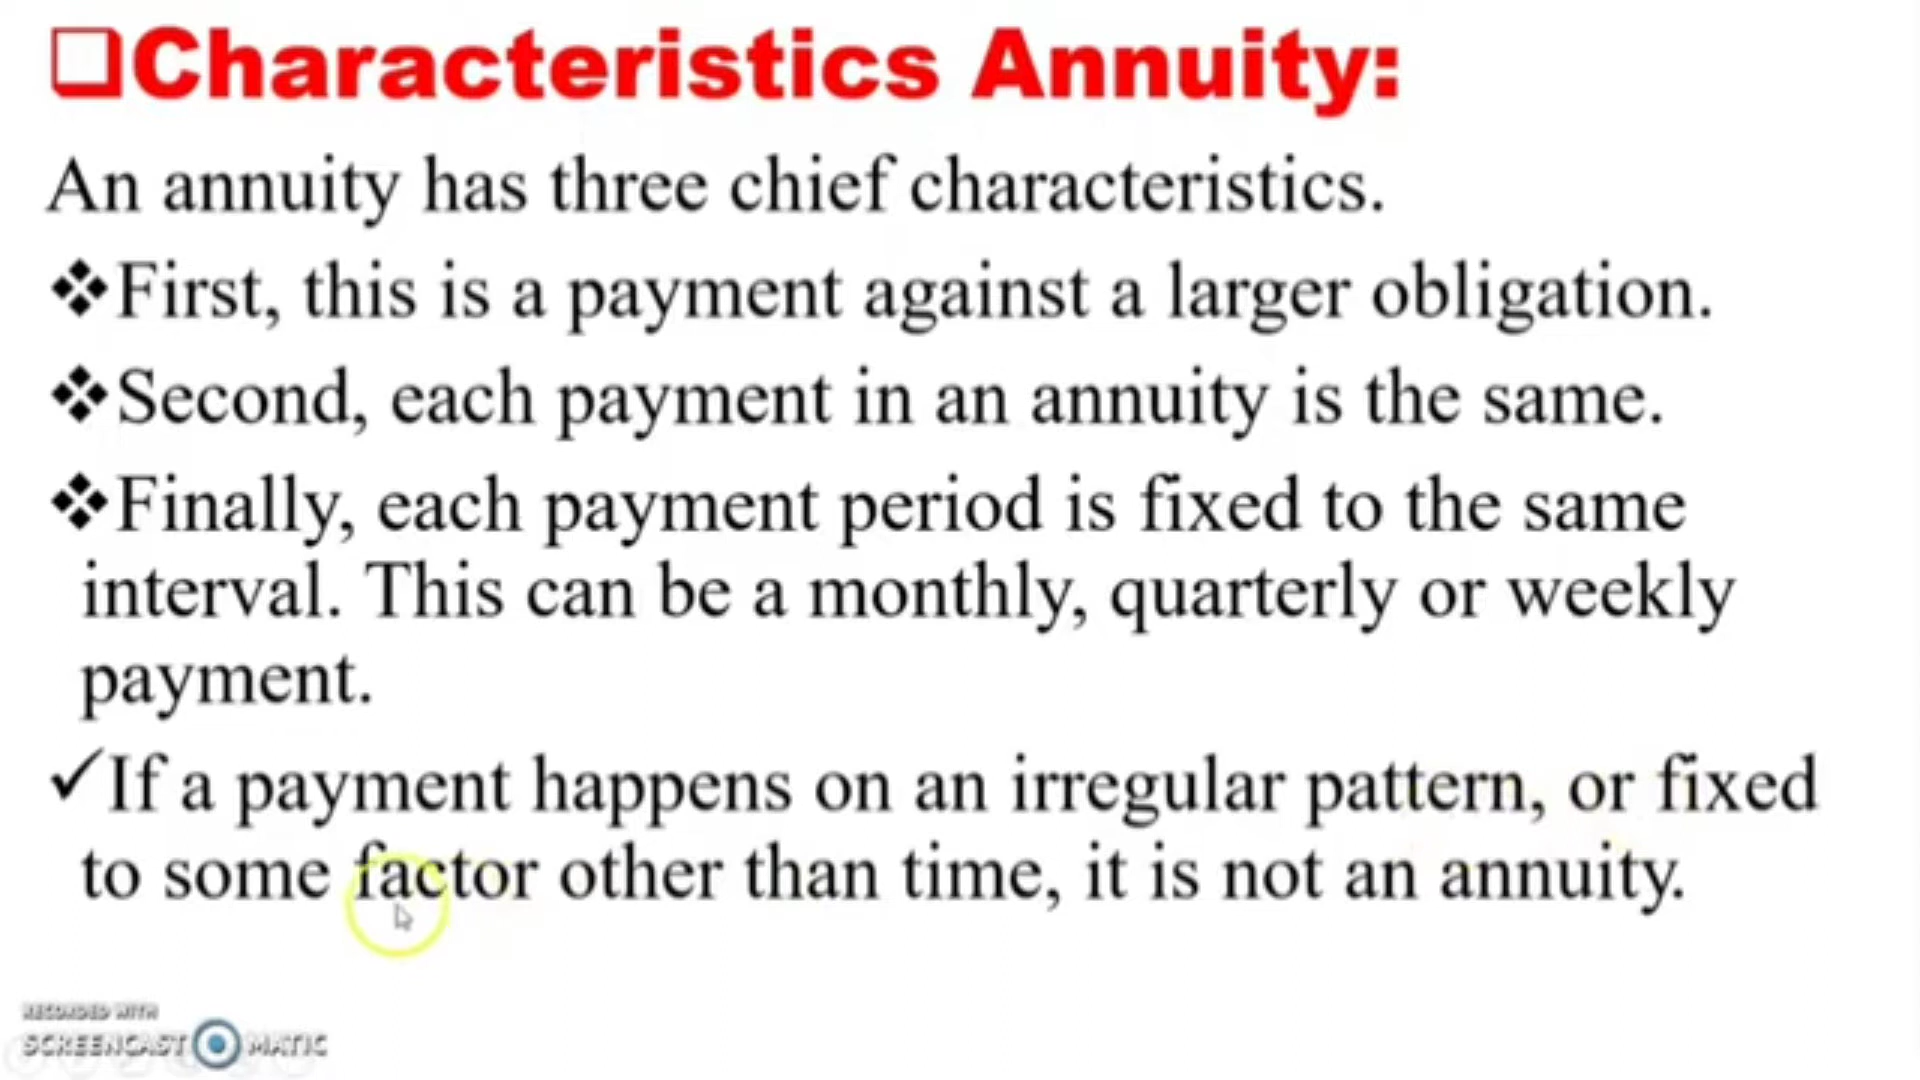 Characteristics Annuity:
An annuity has three chief characteristics.
First, this is a payment against a larger obligation.
Second, each payment in an annuity is the same.
Finally, each payment period is fixed to the same
interval. This can be a monthly, quarterly or weekly
payment.
If a payment happens on an irregular pattern, or fixed
to some factor other than time, it is not an annuity.
RECORDED WITH
SCREENCAST MATIC